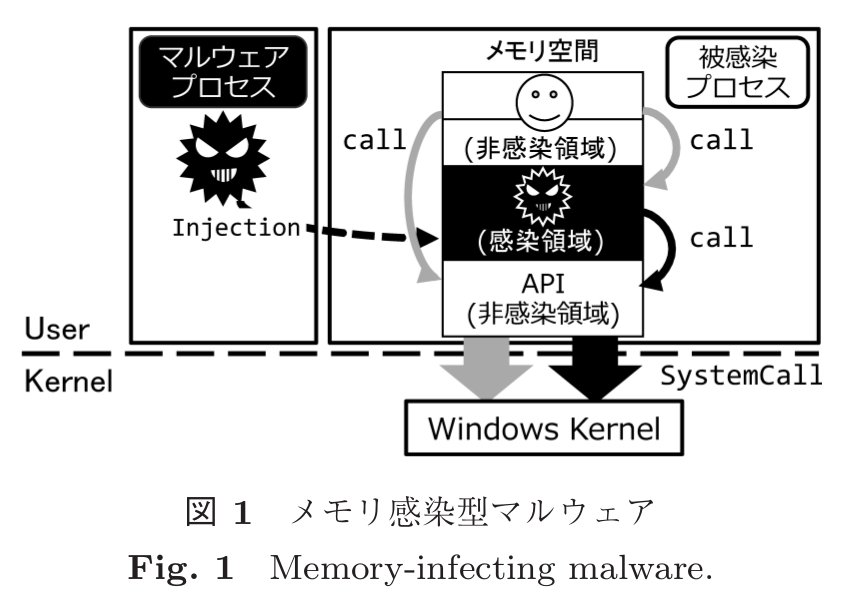 マルウェア
プロセス
メモリ空間
被感染
プロセス
call
(非感染領域)
call
Injection
(感染領域)
call
API
(非感染領域)
User
Kernel
SystemCall
Windows Kernel
図 1 メモリ感染型マルウェア
Fig. 1 Memory-infecting malware.